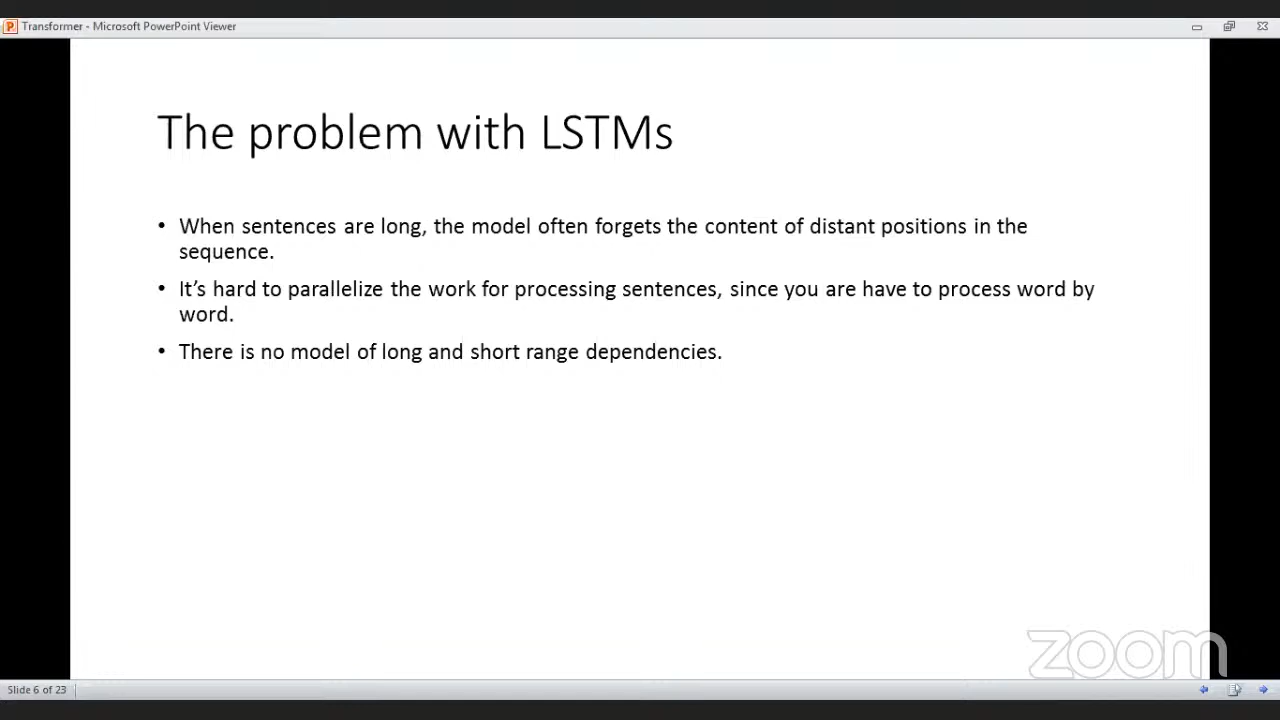 Transformer - Microsoft PowerPoint Viewer
The problem with LSTMs
• When sentences are long, the model often forgets the content of distant positions in the
sequence.
• It’s hard to parallelize the work for processing sentences, since you are have to process word by
word.
• There is no model of long and short range dependencies.
zoom
Slide 6 of 23